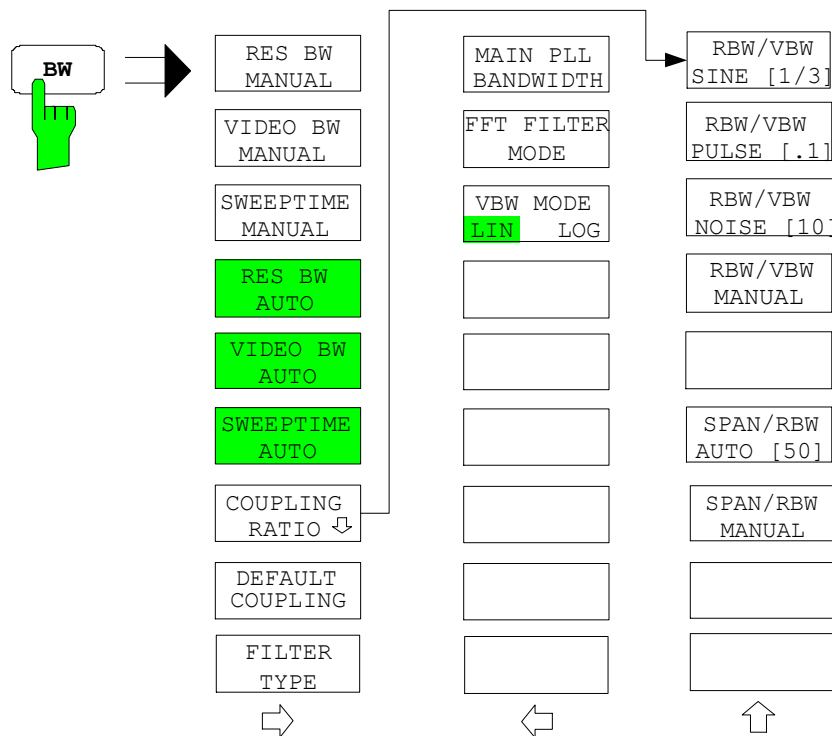 BW
RES BW
MANUAL
VIDEO BW
MANUAL
SWEEPTIME
MANUAL
RES BW
AUTO
VIDEO BW
AUTO
SWEEPTIME
AUTO
COUPLING
RATIO
DEFAULT
COUPLING
FILTER
TYPE
MAIN PLL
BANDWIDTH
FFT FILTER
MODE
VBW MODE
LIN LOG
RBW/VBW
SINE [1/3]
RBW/VBW
PULSE [.1]
RBW/VBW
NOISE [10]
RBW/VBW
MANUAL
SPAN/RBW
AUTO [50]
SPAN/RBW
MANUAL